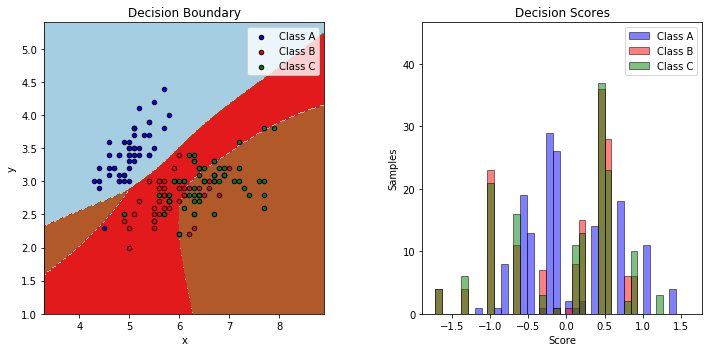 Decision Boundary
Class A
Class B
Class C
5.0
4.5
4.0
3.5
3.0
2.5
2.0
1.5
1.0
y
4
5
6
7
8
x
Decision Scores
Class A
Class B
Class C
40
30
20
10
0
Samples
−1.5
−1.0
−0.5
0.0
0.5
1.0
1.5
Score